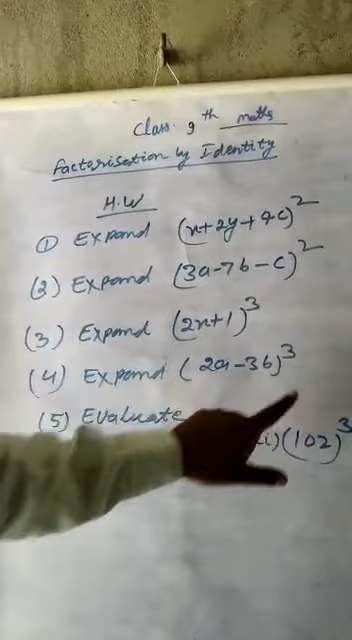 Class 9th maths
Factorisation by Identity
H.W
① Expand (x+2y+4c)²
(2) Expand (3a-7b-c)²
(3) Expand (2x+1)³
(4) Expand (2a-3b)³
(5) Evaluate
(102)³